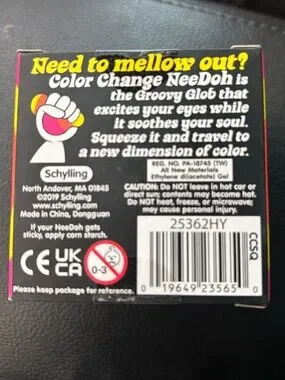 Need to mellow out?
Color Change NeeDoh is
the Groovy Glob that
excites your eyes while
it soothes your soul.
Squeeze it and travel to
a new dimension of color.
Schylling
North Andover, MA 01845
©2019 Schylling
www.schylling.com
Made in China, Dongguan
If your NeeDoh gets
sticky, apply corn starch.
REG. NO. PA-18745 (TW)
All New Materials
Ethylene di(acetate) Gel
CAUTION: Do NOT leave in hot car or
direct sun; contents may become hot.
Do NOT heat, freeze, or microwave;
may cause personal injury.
25362HY
CCSQ
0 19649 23565 0
CE UK
CA
0-3
Please keep package for reference.